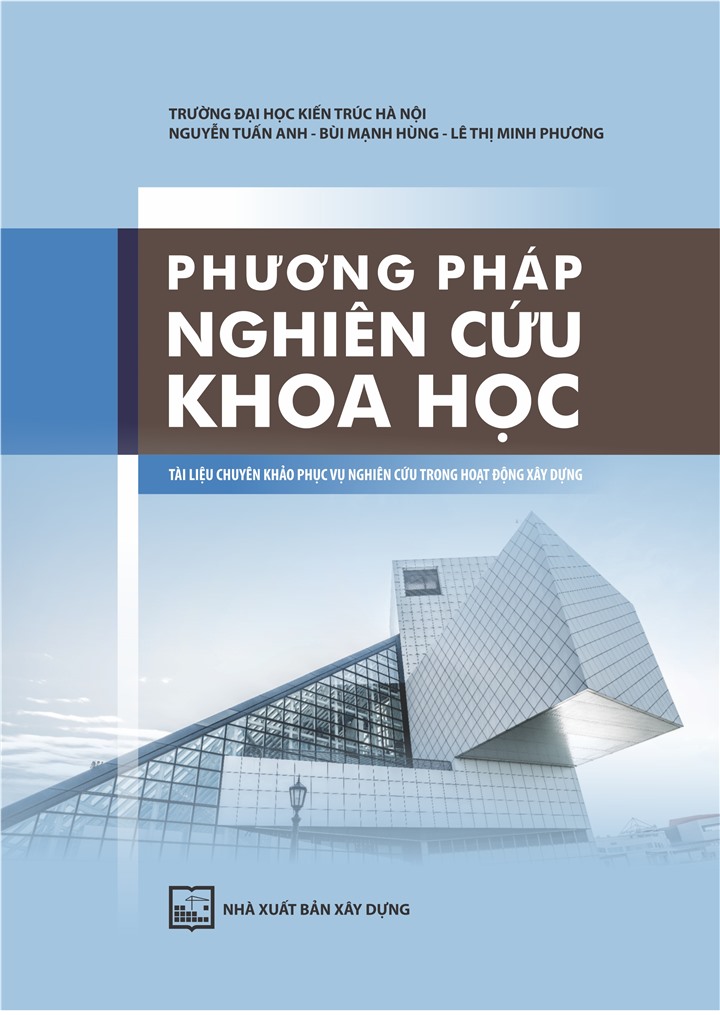 TRƯỜNG ĐẠI HỌC KIẾN TRÚC HÀ NỘI
NGUYỄN TUẤN ANH - BÙI MẠNH HÙNG - LÊ THỊ MINH PHƯƠNG
PHƯƠNG PHÁP
NGHIÊN CỨU
KHOA HỌC
TÀI LIỆU CHUYÊN KHẢO PHỤC VỤ NGHIÊN CỨU TRONG HOẠT ĐỘNG XÂY DỰNG
NHÀ XUẤT BẢN XÂY DỰNG